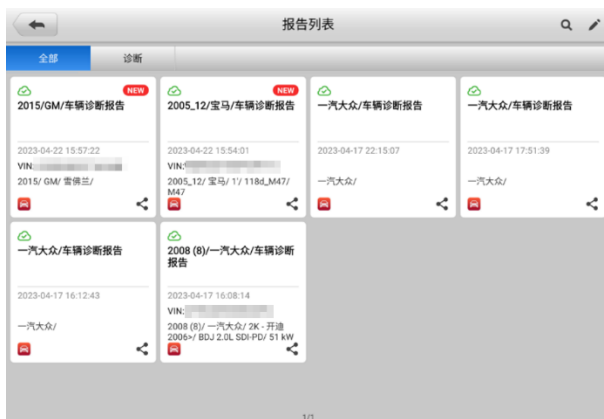 报告列表
全部
诊断
NEW
2015/GM/车辆诊断报告
2023-04-22 15:57:22
VIN:
2015/ GM/ 雪佛兰/
NEW
2005_12/宝马/车辆诊断报告
2023-04-22 15:54:01
VIN:
2005_12/ 宝马/ 1'/ 118d_M47/
M47
一汽大众/车辆诊断报告
2023-04-17 22:15:07
一汽大众/
一汽大众/车辆诊断报告
2023-04-17 17:51:39
一汽大众/
一汽大众/车辆诊断报告
2023-04-17 16:12:43
一汽大众/
2008 (8)/一汽大众/车辆诊断
报告
2023-04-17 16:08:14
VIN:
2008 (8)/ 一汽大众/ 2K - 开迪
2006>/ BDJ 2.0L SDI-PD/ 51 kW
1/1